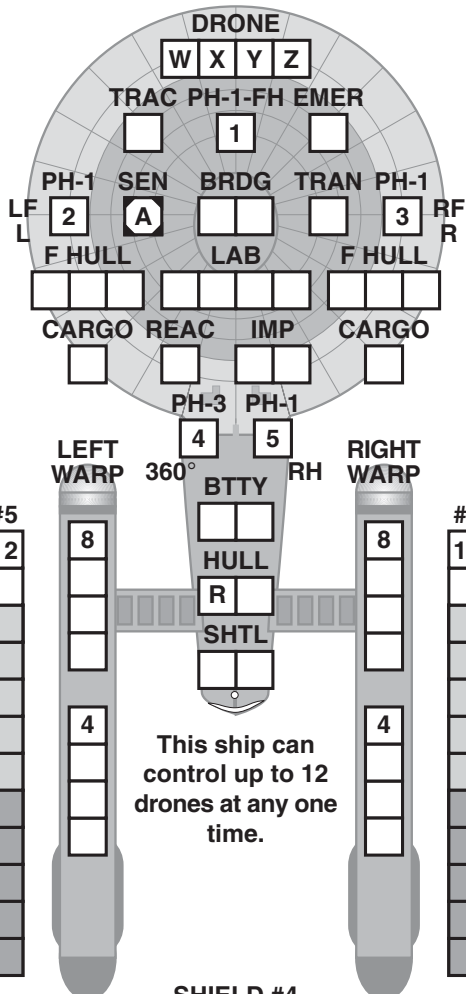 DRONE
W X Y Z
TRAC PH-1-FH EMER
1
PH-1 SEN BRDG TRAN PH-1
LF L 2 A 3 RF R
F HULL LAB F HULL
CARGO REAC IMP CARGO
PH-3 PH-1
4 5
360° RH
LEFT WARP RIGHT WARP
BTTY
#5 #
2 8 8 1
HULL
R
SHTL
4 4
This ship can
control up to 12
drones at any one
time.
SHIELD #4